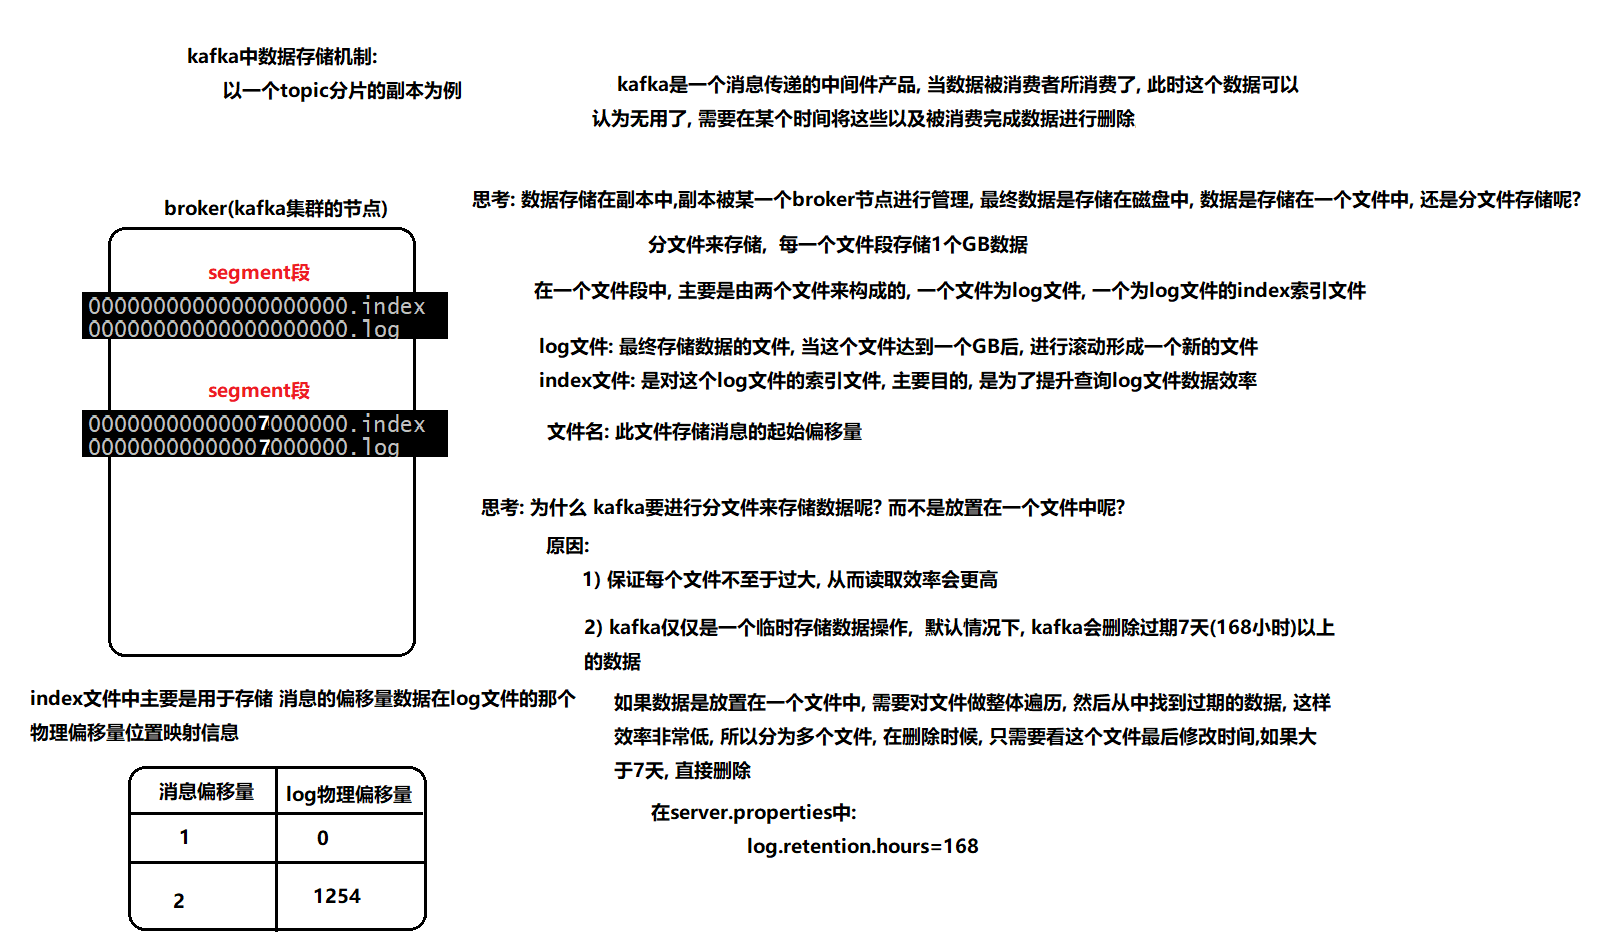 kafka中数据存储机制:
以一个topic分片的副本为例
kafka是一个消息传递的中间件产品, 当数据被消费者所消费了, 此时这个数据可以
认为无用了, 需要在某个时间将这些以及被消费完成数据进行删除
思考: 数据存储在副本中,副本被某一个broker节点进行管理, 最终数据是存储在磁盘中, 数据是存储在一个文件中, 还是分文件存储呢?
分文件来存储, 每一个文件段存储1个GB数据
在一个文件段中, 主要是由两个文件来构成的, 一个文件为log文件, 一个为log文件的index索引文件
log文件: 最终存储数据的文件, 当这个文件达到一个GB后, 进行滚动形成一个新的文件
index文件: 是对这个log文件的索引文件, 主要目的, 是为了提升查询log文件数据效率
文件名: 此文件存储消息的起始偏移量
broker(kafka集群的节点)
segment段
00000000000000000000.index
00000000000000000000.log
segment段
00000000000007000000.index
00000000000007000000.log
思考: 为什么 kafka要进行分文件来存储数据呢? 而不是放置在一个文件中呢?
原因:
1) 保证每个文件不至于过大, 从而读取效率会更高
2) kafka仅仅是一个临时存储数据操作, 默认情况下, kafka会删除过期7天(168小时)以上
的数据
如果数据是放置在一个文件中, 需要对文件做整体遍历, 然后从中找到过期的数据, 这样
效率非常低, 所以分为多个文件, 在删除时候, 只需要看这个文件最后修改时间,如果大
于7天, 直接删除
在server.properties中:
log.retention.hours=168
index文件中主要是用于存储 消息的偏移量数据在log文件的那个
物理偏移量位置映射信息
消息偏移量 log物理偏移量
1 0
2 1254